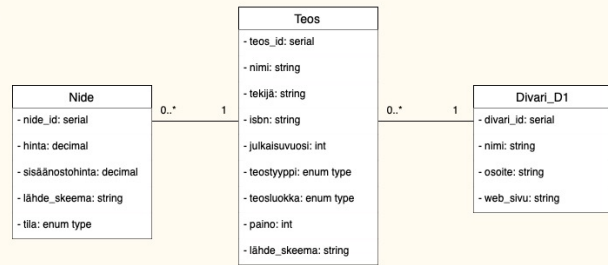 Teos
- teos_id: serial
- nimi: string
- tekijä: string
- isbn: string
- julkaisuvuosi: int
- teostyyppi: enum type
- teosluokka: enum type
- paino: int
- lähde_skeema: string
Nide
- nide_id: serial
- hinta: decimal
- sisäänostohinta: decimal
- lähde_skeema: string
- tila: enum type
0..*
1
0..*
1
Divari_D1
- divari_id: serial
- nimi: string
- osoite: string
- web_sivu: string